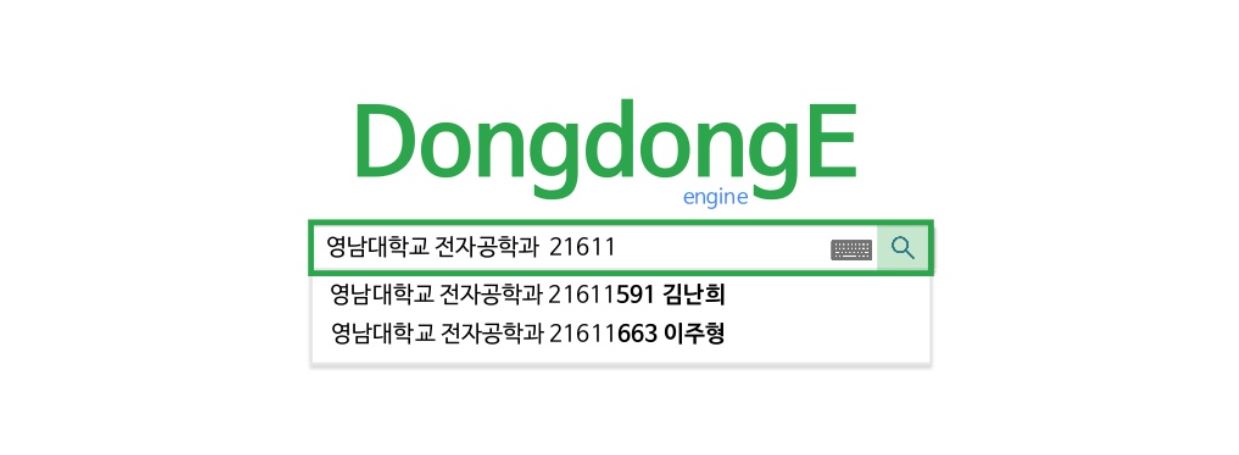 DongdongE
engine
영남대학교 전자공학과 21611
영남대학교 전자공학과 21611591 김난희
영남대학교 전자공학과 21611663 이주형